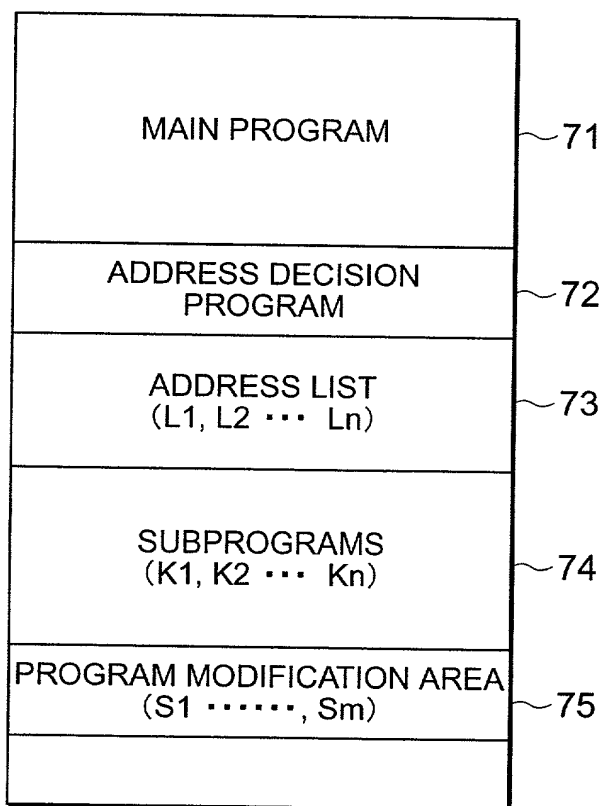 MAIN PROGRAM
71
ADDRESS DECISION
PROGRAM
72
ADDRESS LIST
(L1, L2 ··· Ln)
73
SUBPROGRAMS
(K1, K2 ··· Kn)
74
PROGRAM MODIFICATION AREA
(S1 ······, Sm)
75